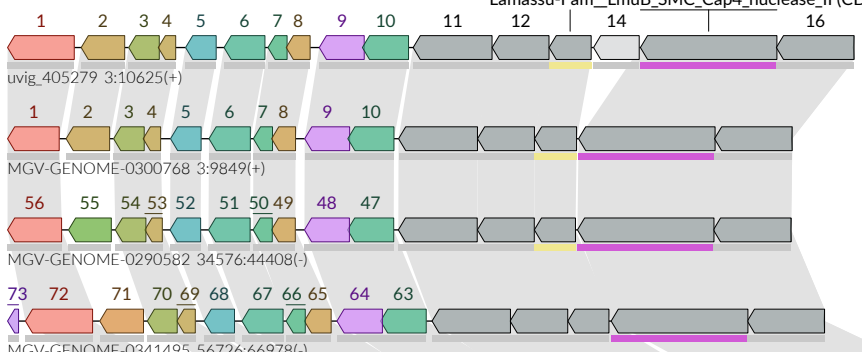 Lamassu-Fam__LmuB_SMC_Cap4_nuclease_II (CD
1 2 3 4 5 6 7 8 9 10 11 12 14 16
uvig_405279 3:10625(+)
1 2 3 4 5 6 7 8 9 10
MGV-GENOME-0300768 3:9849(+)
56 55 54 53 52 51 50 49 48 47
MGV-GENOME-0290582 34576:44408(-)
73 72 71 70 69 68 67 66 65 64 63
MGV-GENOME-0341495 56726:66978(-)